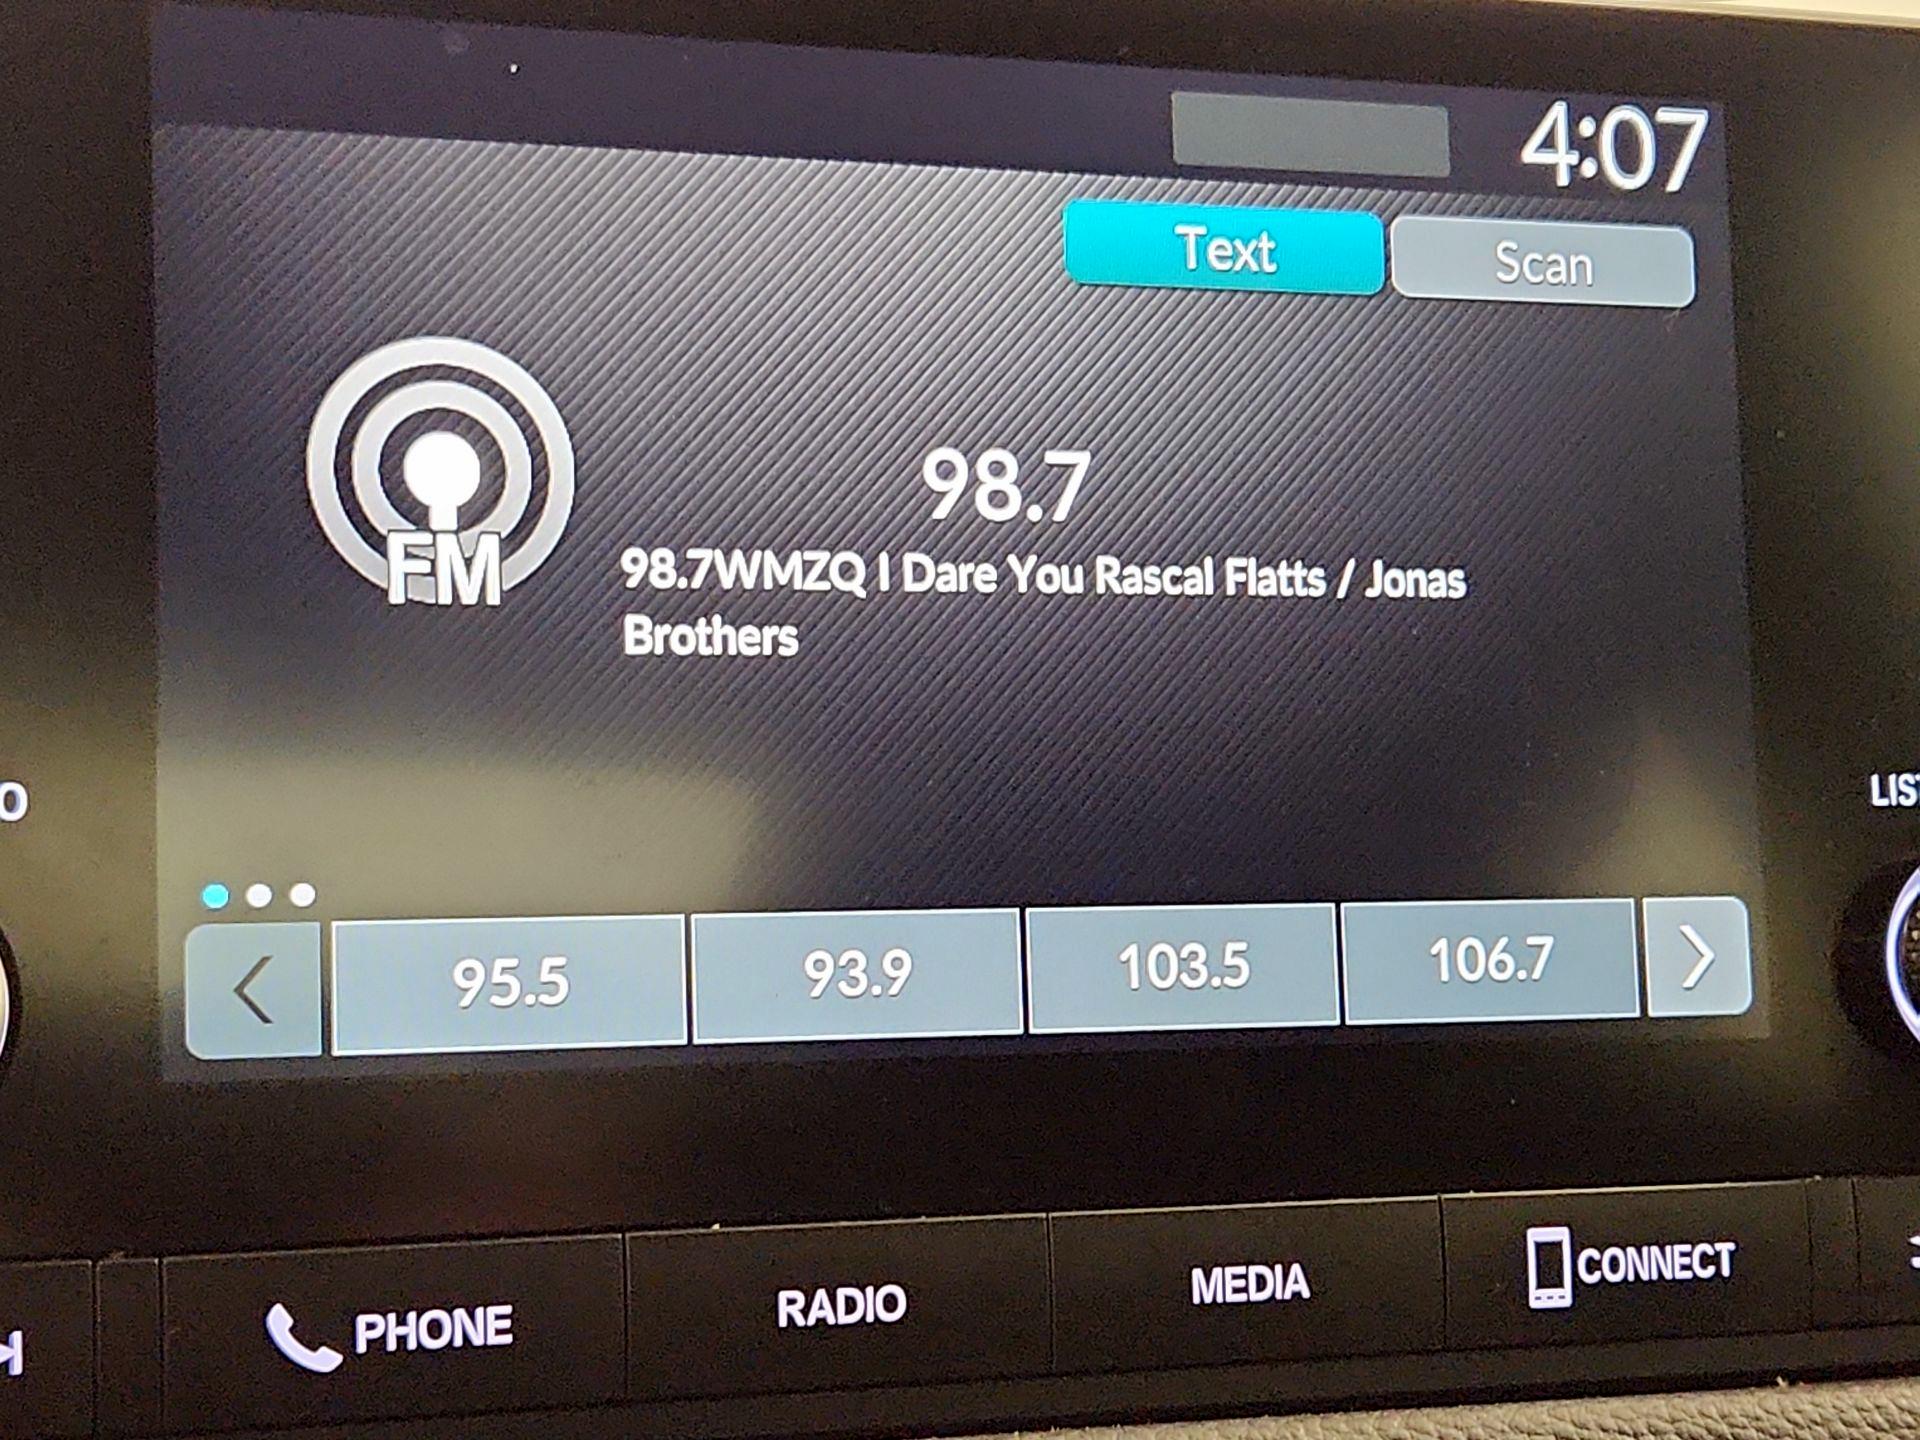 4:07
Text
Scan
FM
98.7
98.7WMZQ I Dare You Rascal Flatts / Jonas
Brothers
95.5
93.9
103.5
106.7
PHONE
RADIO
MEDIA
CONNECT